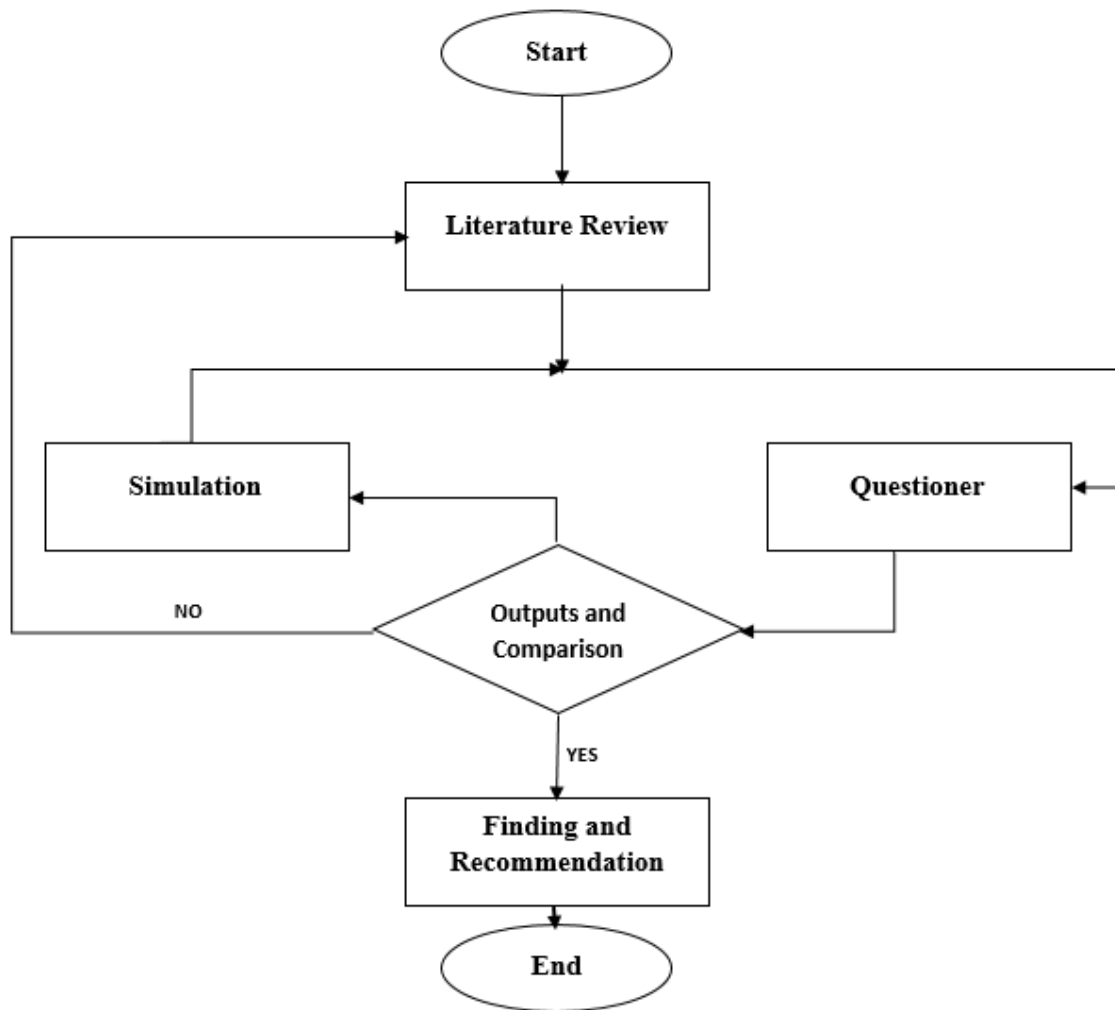 Start
Literature Review
Simulation
Questioner
NO
Outputs and
Comparison
YES
Finding and
Recommendation
End